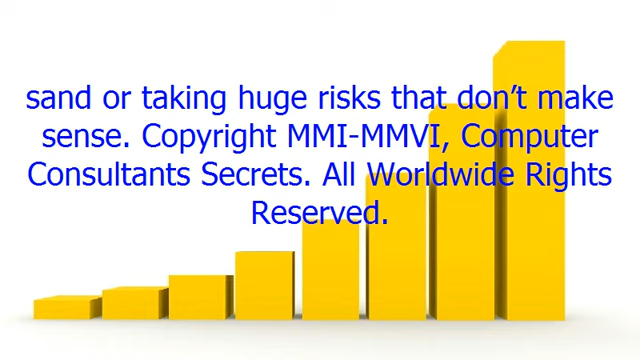 sand or taking huge risks that don’t make
sense. Copyright MMI-MMVI, Computer
Consultants Secrets. All Worldwide Rights
Reserved.